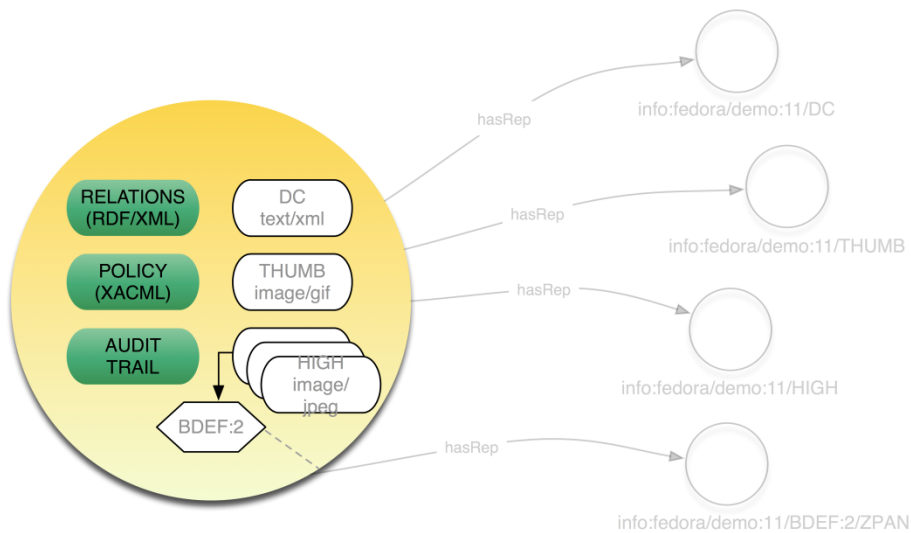 RELATIONS
(RDF/XML)
DC
text/xml
POLICY
(XACML)
THUMB
image/gif
AUDIT
TRAIL
HIGH
image/
jpeg
BDEF:2
hasRep
info:fedora/demo:11/DC
hasRep
info:fedora/demo:11/THUMB
hasRep
info:fedora/demo:11/HIGH
hasRep
info:fedora/demo:11/BDEF:2/ZPAN